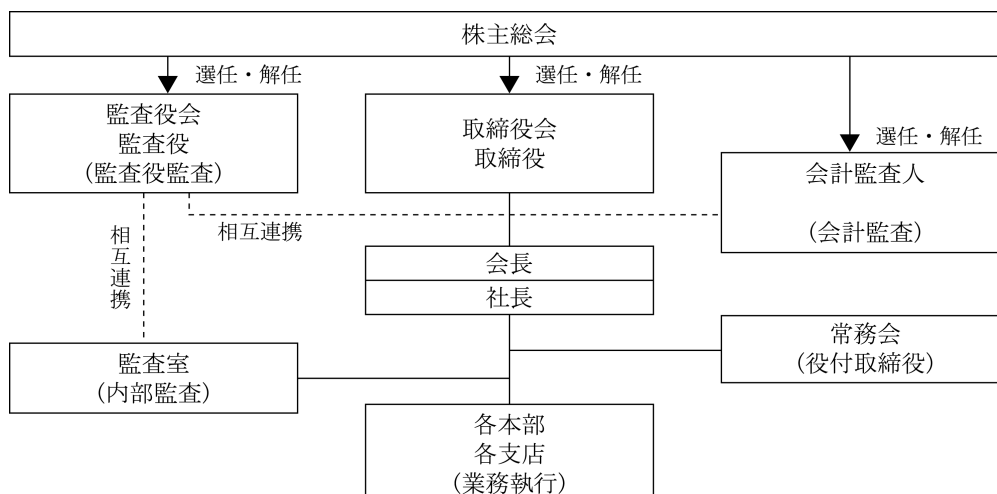 株主総会
選任・解任
選任・解任
監査役会
監査役
(監査役監査)
取締役会
取締役
選任・解任
会計監査人
(会計監査)
相互連携
相互連携
会長
社長
常務会
(役付取締役)
監査室
(内部監査)
各本部
各支店
(業務執行)